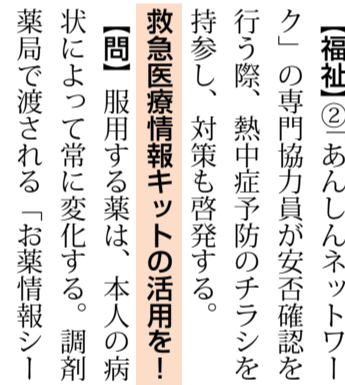 【福祉】②「あんしんネットワー
ク」の専門協力員が安否確認を
行う際、熱中症予防のチラシを
持参し、対策も啓発する。
救急医療情報キットの活用を！
【問】　服用する薬は、本人の病
状によって常に変化する。調剤
薬局で渡される「お薬情報シー